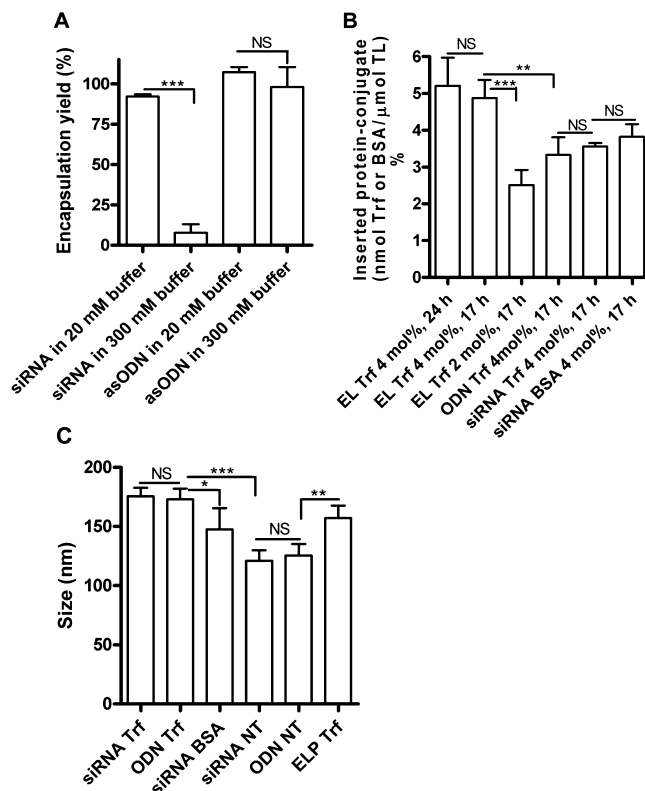 A
Encapsulation yield (%)
100
75
50
25
0
***
NS
siRNA in 20 mM buffer
siRNA in 300 mM buffer
asODN in 20 mM buffer
asODN in 300 mM buffer
B
Inserted protein-conjugate
(nmol Trf or BSA/μmol TL)
%
6
5
4
3
2
1
0
NS
**
***
NS
NS
EL Trf 4 mol%, 24 h
EL Trf 4 mol%, 17 h
EL Trf 2 mol%, 17 h
ODN Trf 4mol%, 17 h
siRNA Trf 4 mol%, 17 h
siRNA BSA 4 mol%, 17 h
C
Size (nm)
200
150
100
50
0
NS
***
*
NS
**
siRNA Trf
ODN Trf
siRNA BSA
siRNA NT
ODN NT
ELP Trf